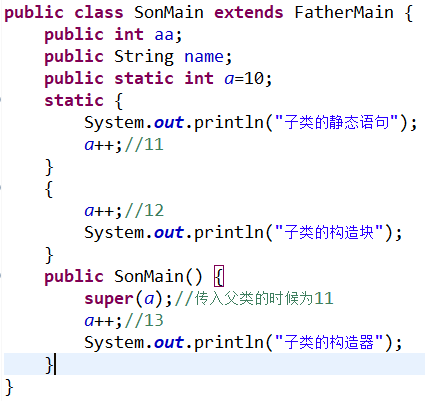 public class SonMain extends FatherMain {
public int aa;
public String name;
public static int a=10;
static {
System.out.println("子类的静态语句");
a++;//11
}
{
a++;//12
System.out.println("子类的构造块");
}
public SonMain() {
super(a);//传入父类的时候为11
a++;//13
System.out.println("子类的构造器");
}
}